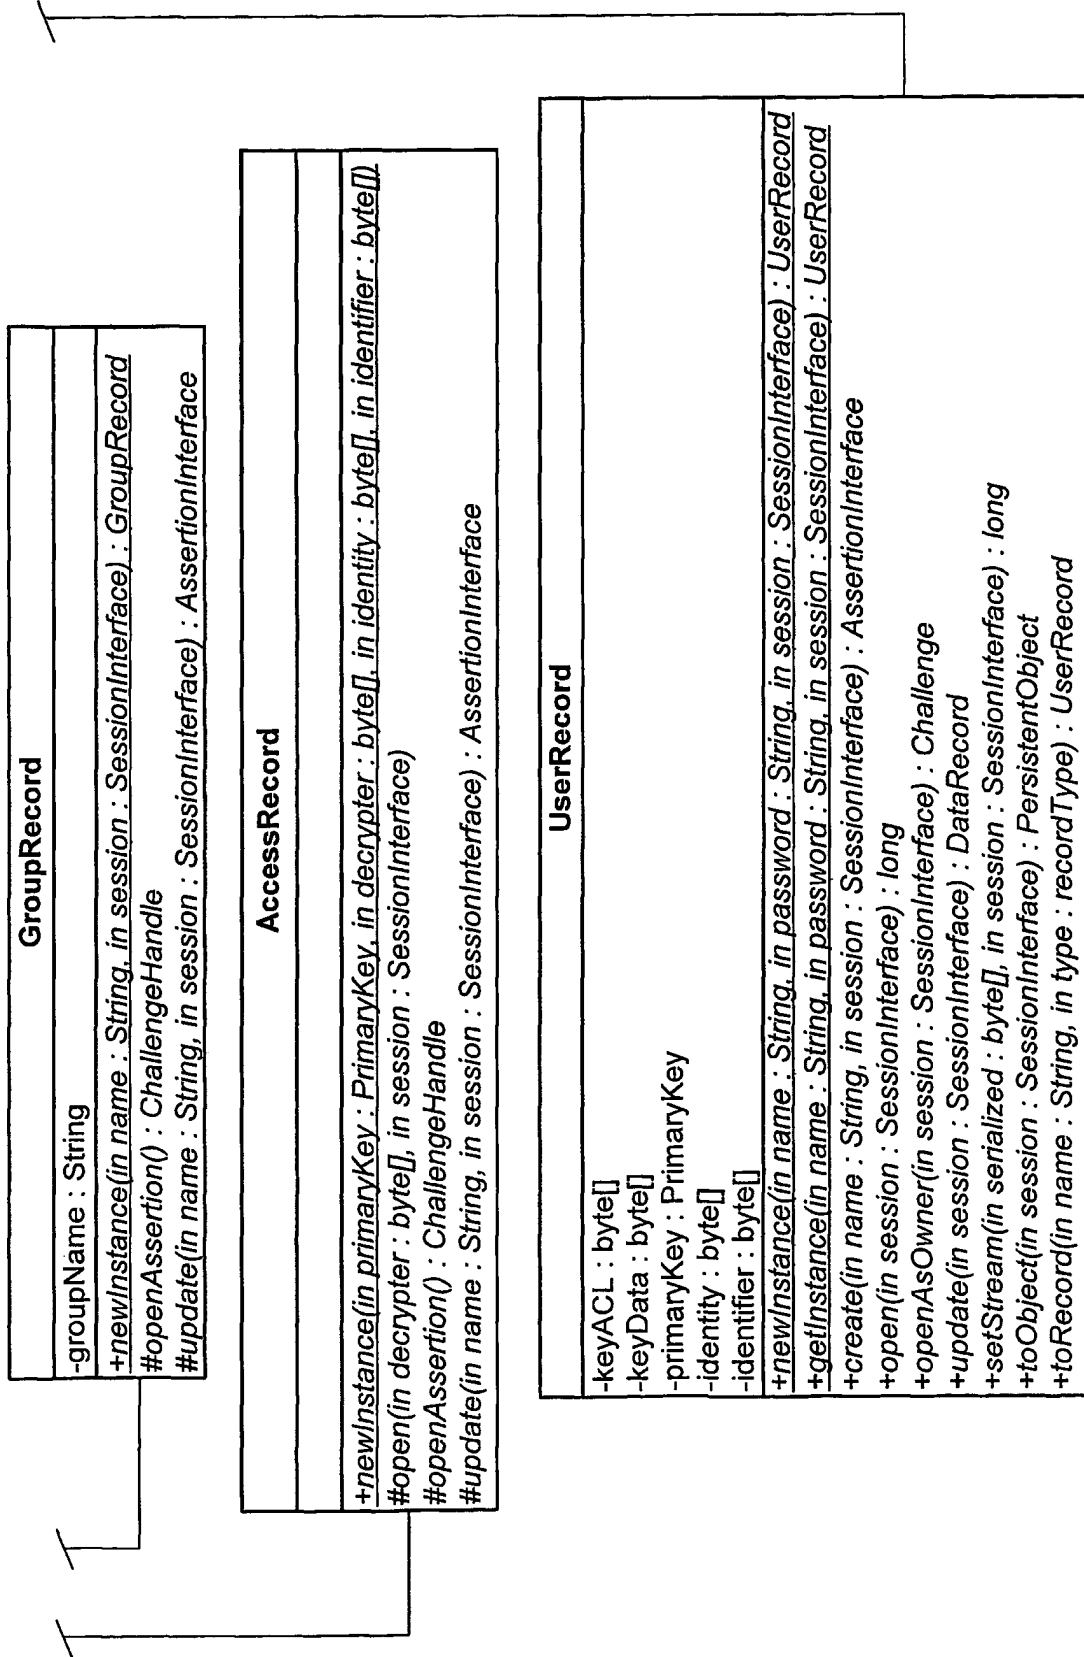 GroupRecord
-groupName : String
+newInstance(in name : String, in session : SessionInterface) : GroupRecord
#openAssertion() : ChallengeHandle
#update(in name : String, in session : SessionInterface) : AssertionInterface
AccessRecord
+newInstance(in primaryKey : PrimaryKey, in decrypter : byte[], in identity : byte[], in identifier : byte[])
#open(in decrypter : byte[], in session : SessionInterface)
#openAssertion() : ChallengeHandle
#update(in name : String, in session : SessionInterface) : AssertionInterface
UserRecord
-keyACL : byte[]
-keyData : byte[]
-primaryKey : PrimaryKey
-identity : byte[]
-identifier : byte[]
+newInstance(in name : String, in password : String, in session : SessionInterface) : UserRecord
+getInstance(in name : String, in password : String, in session : SessionInterface) : UserRecord
+create(in name : String, in session : SessionInterface) : AssertionInterface
+open(in session : SessionInterface) : long
+openAsOwner(in session : SessionInterface) : Challenge
+update(in session : SessionInterface) : DataRecord
+setStream(in serialized : byte[], in session : SessionInterface) : long
+toObject(in session : SessionInterface) : PersistentObject
+toRecord(in name : String, in type : recordType) : UserRecord